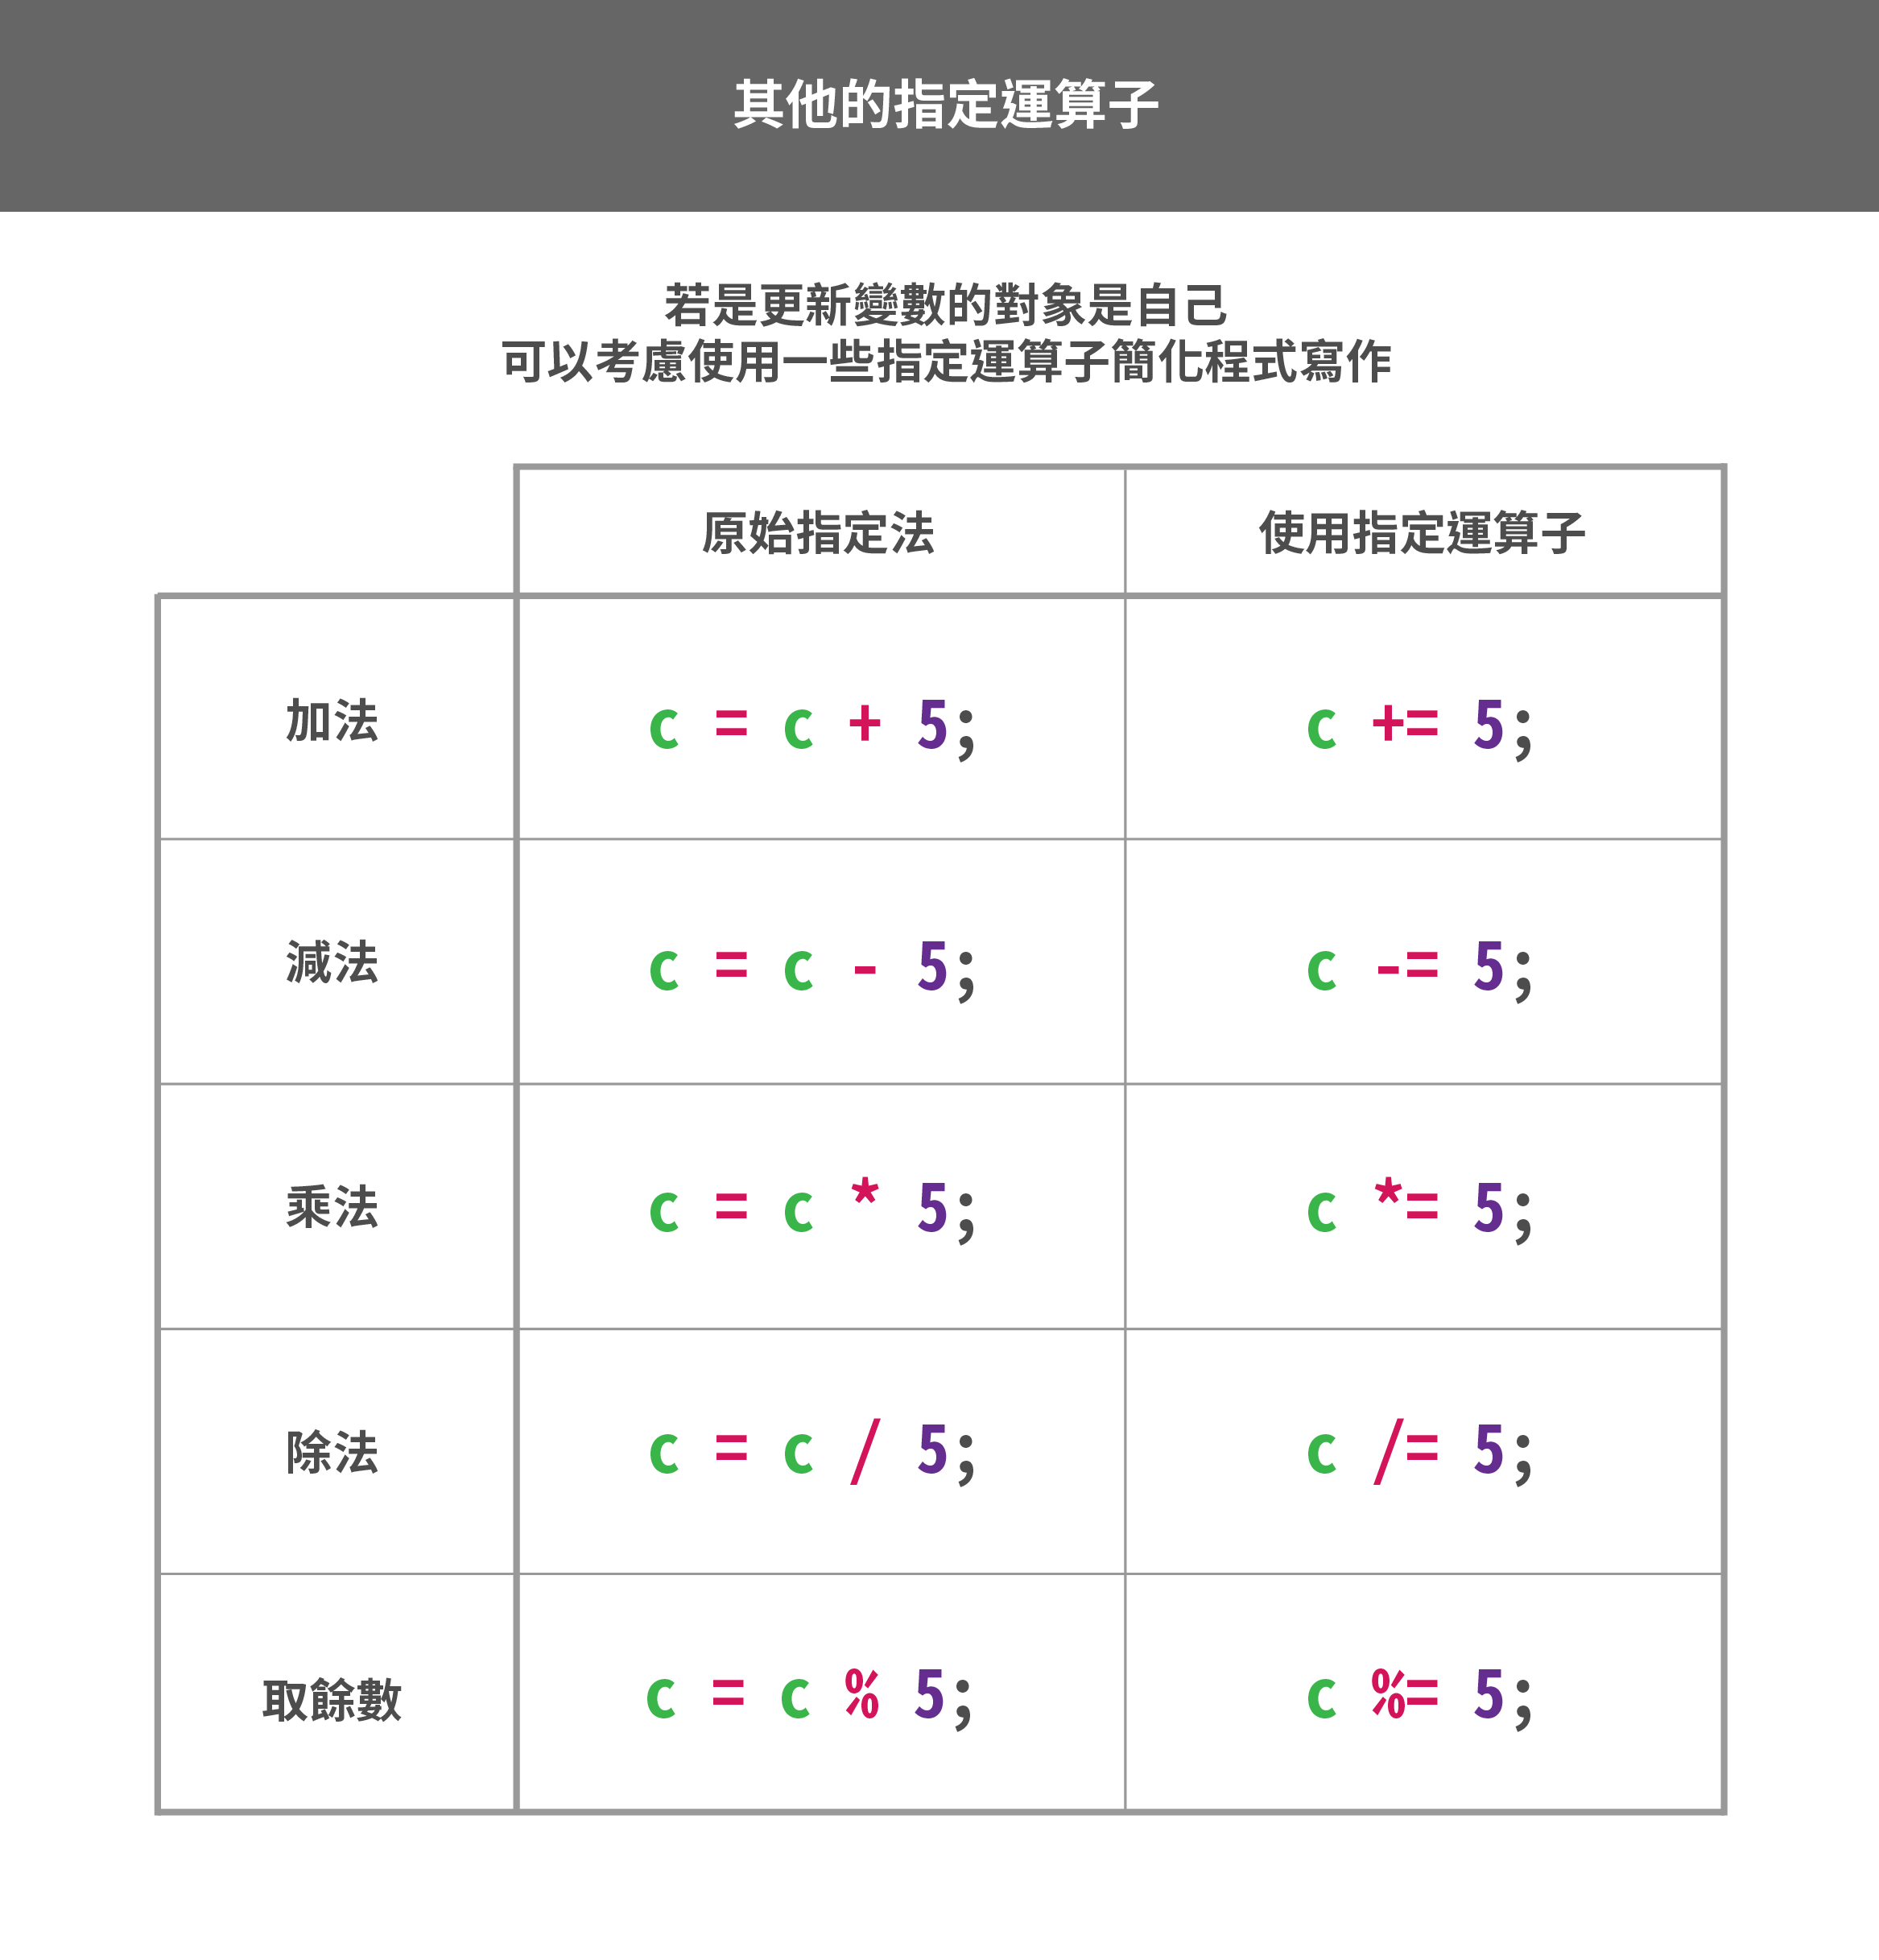 其他的指定運算子
若是更新變數的對象是自己
可以考慮使用一些指定運算子簡化程式寫作
原始指定法 使用指定運算子
加法 c = c + 5; c += 5;
減法 c = c - 5; c -= 5;
乘法 c = c * 5; c *= 5;
除法 c = c / 5; c /= 5;
取餘數 c = c % 5; c %= 5;